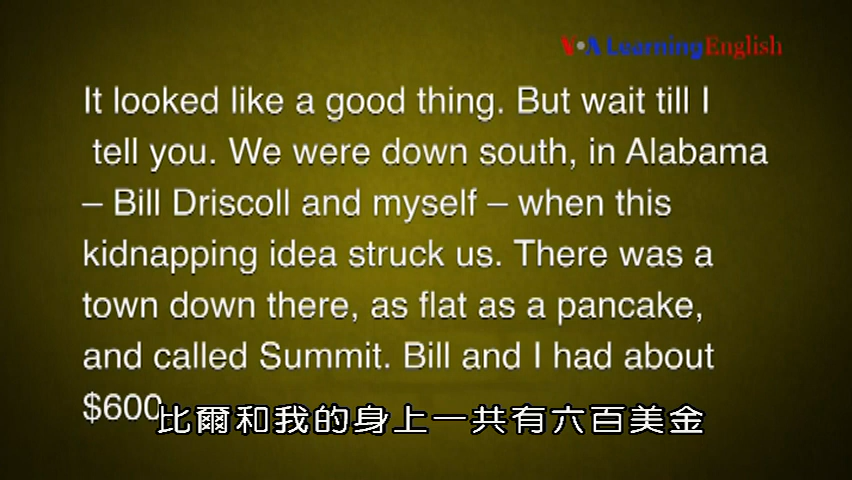 VOA Learning English
It looked like a good thing. But wait till I
tell you. We were down south, in Alabama
– Bill Driscoll and myself – when this
kidnapping idea struck us. There was a
town down there, as flat as a pancake,
and called Summit. Bill and I had about
$600
比爾和我的身上一共有六百美金